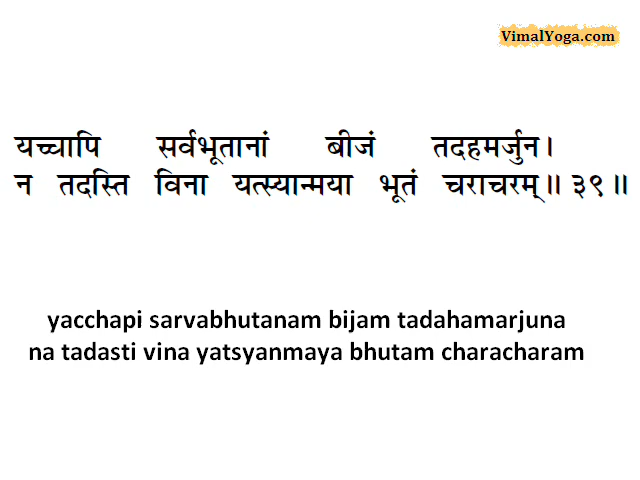 VimalYoga.com
यच्चापि सर्वभूतानां बीजं तदहमर्जुन।
न तदस्ति विना यत्स्यान्मया भूतं चराचरम्॥ ३९॥
yacchapi sarvabhutanam bijam tadahamarjuna
na tadasti vina yatsyanmaya bhutam characharam